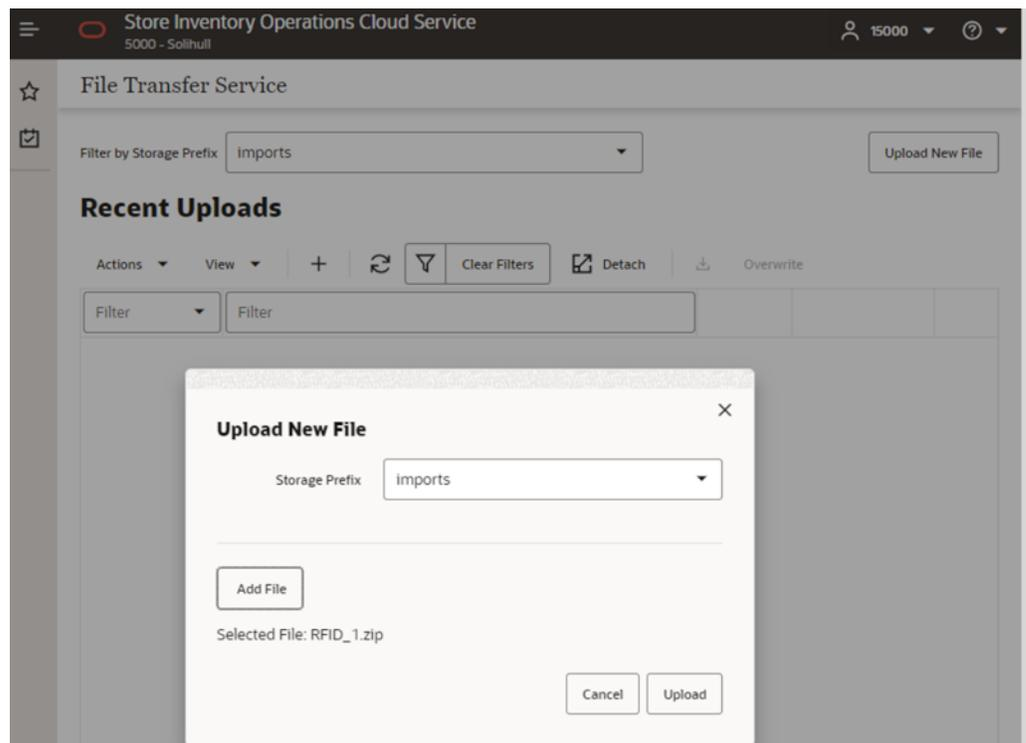 Store Inventory Operations Cloud Service
5000 - Solihull
15000
File Transfer Service
Filter by Storage Prefix imports Upload New File
Recent Uploads
Actions View Clear Filters Detach Overwrite
Filter Filter
Upload New File
Storage Prefix imports
Add File
Selected File: RFID_1.zip
Cancel Upload